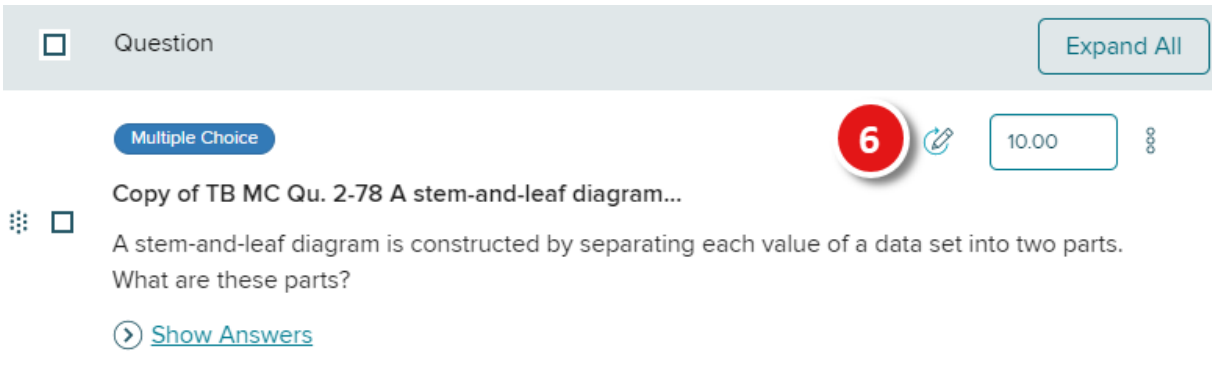 Question
Expand All
Multiple Choice
6
10.00
Copy of TB MC Qu. 2-78 A stem-and-leaf diagram...
A stem-and-leaf diagram is constructed by separating each value of a data set into two parts.
What are these parts?
Show Answers